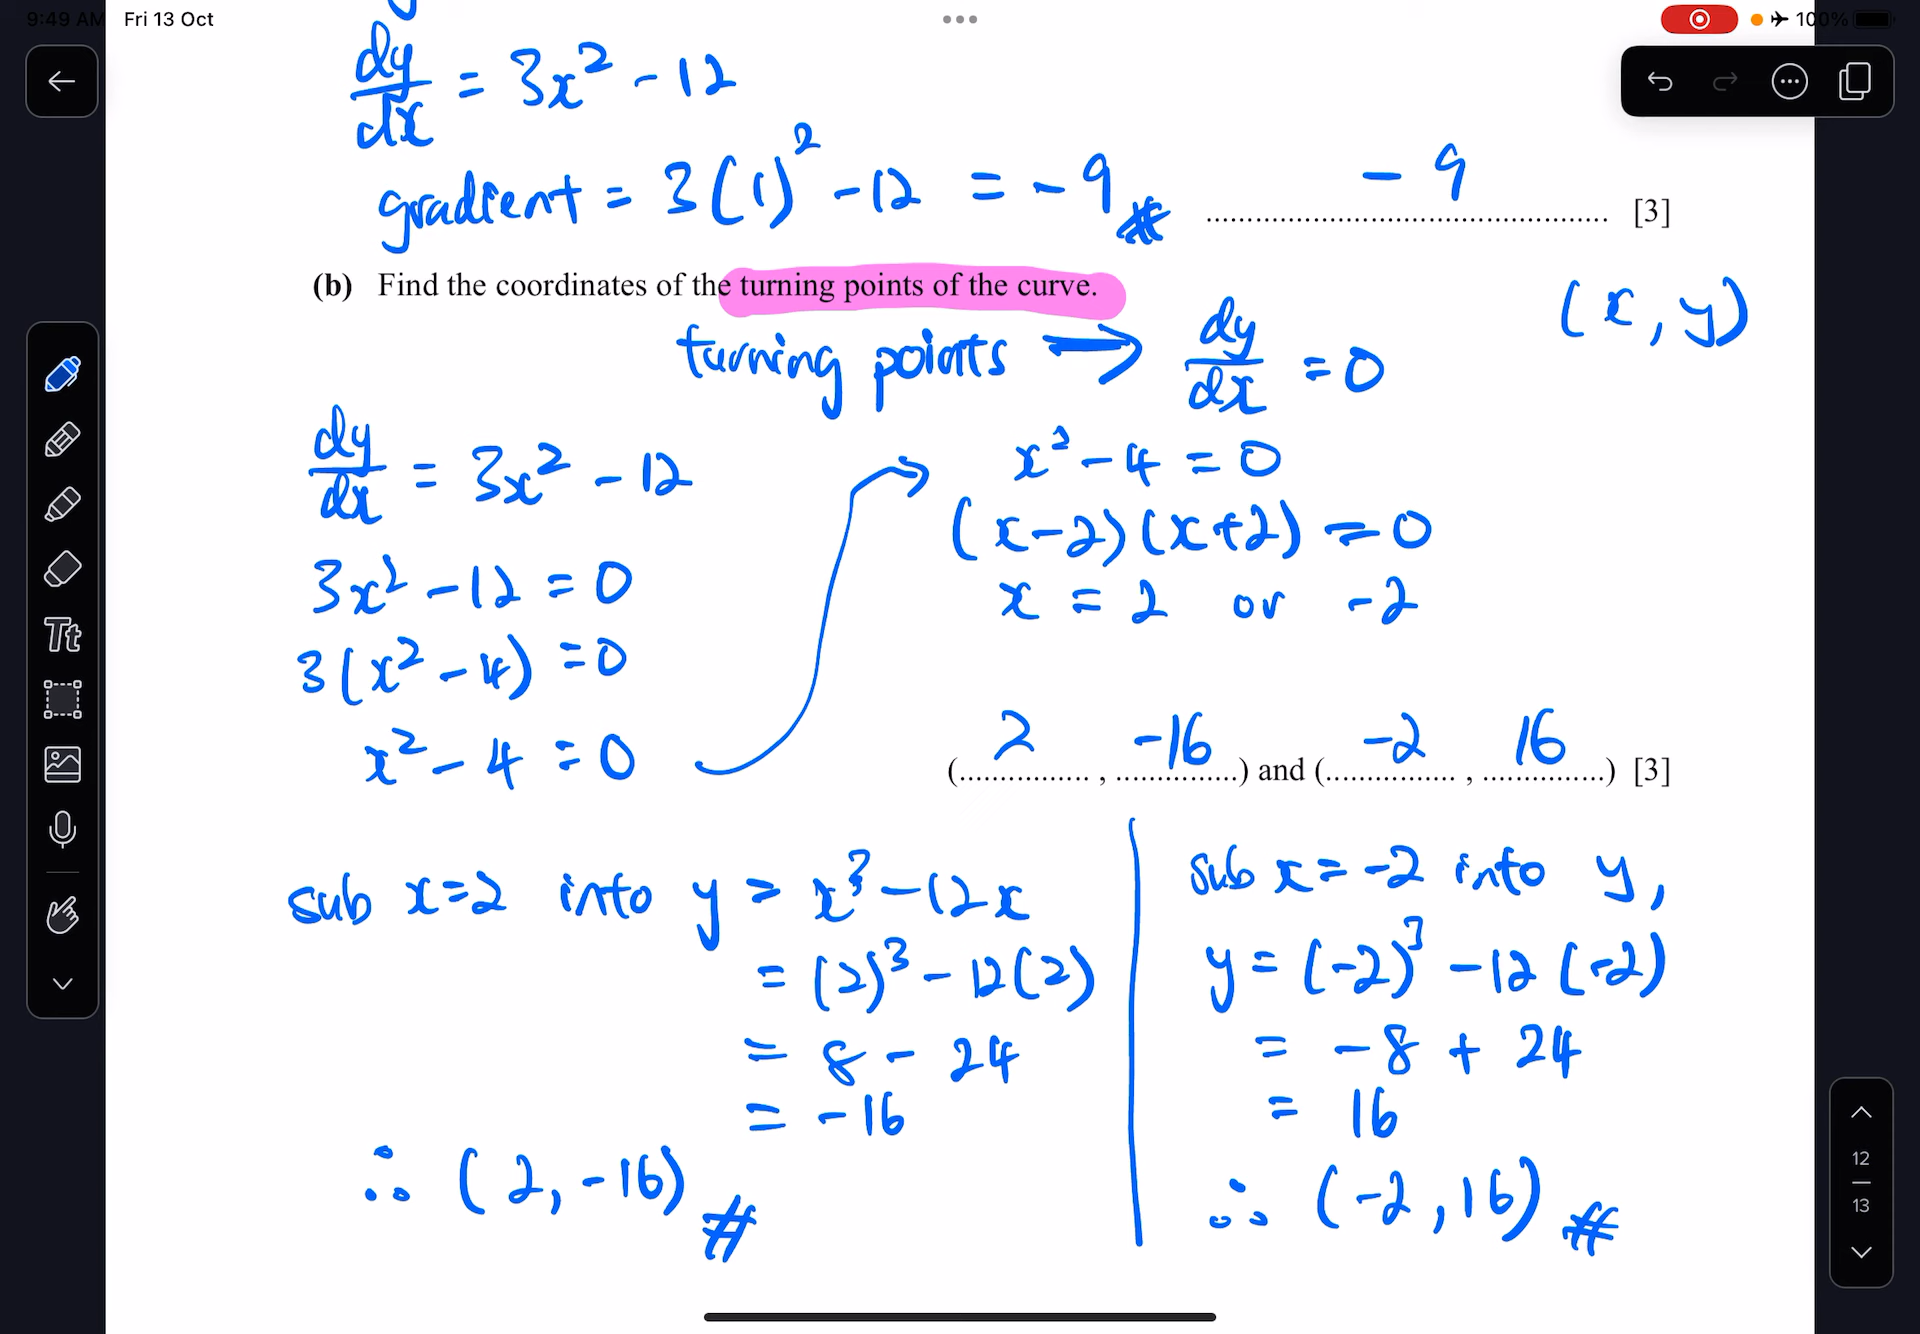 9:49 AM Fri 13 Oct 100%
dy/dx = 3x² - 12
gradient = 3(1)² - 12 = -9 #
-9
........................................ [3]
(b) Find the coordinates of the turning points of the curve.
(x, y)
turning points → dy/dx = 0
dy/dx = 3x² - 12
3x² - 12 = 0
3(x² - 4) = 0
x² - 4 = 0
x² - 4 = 0
(x-2)(x+2) = 0
x = 2 or -2
(2 , -16) and (-2 , 16) [3]
sub x=2 into y = x³ - 12x
= (2)³ - 12(2)
= 8 - 24
= -16
∴ (2, -16) #
sub x = -2 into y,
y = (-2)³ - 12(-2)
= -8 + 24
= 16
∴ (-2, 16) #
Tt
12
13